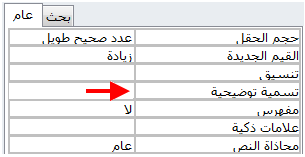 عام بحث
حجم الحقل عدد صحيح طويل
القيم الجديدة زيادة
تنسيق
تسمية توضيحية
مفهرس لا
علامات ذكية
محاذاة النص عام